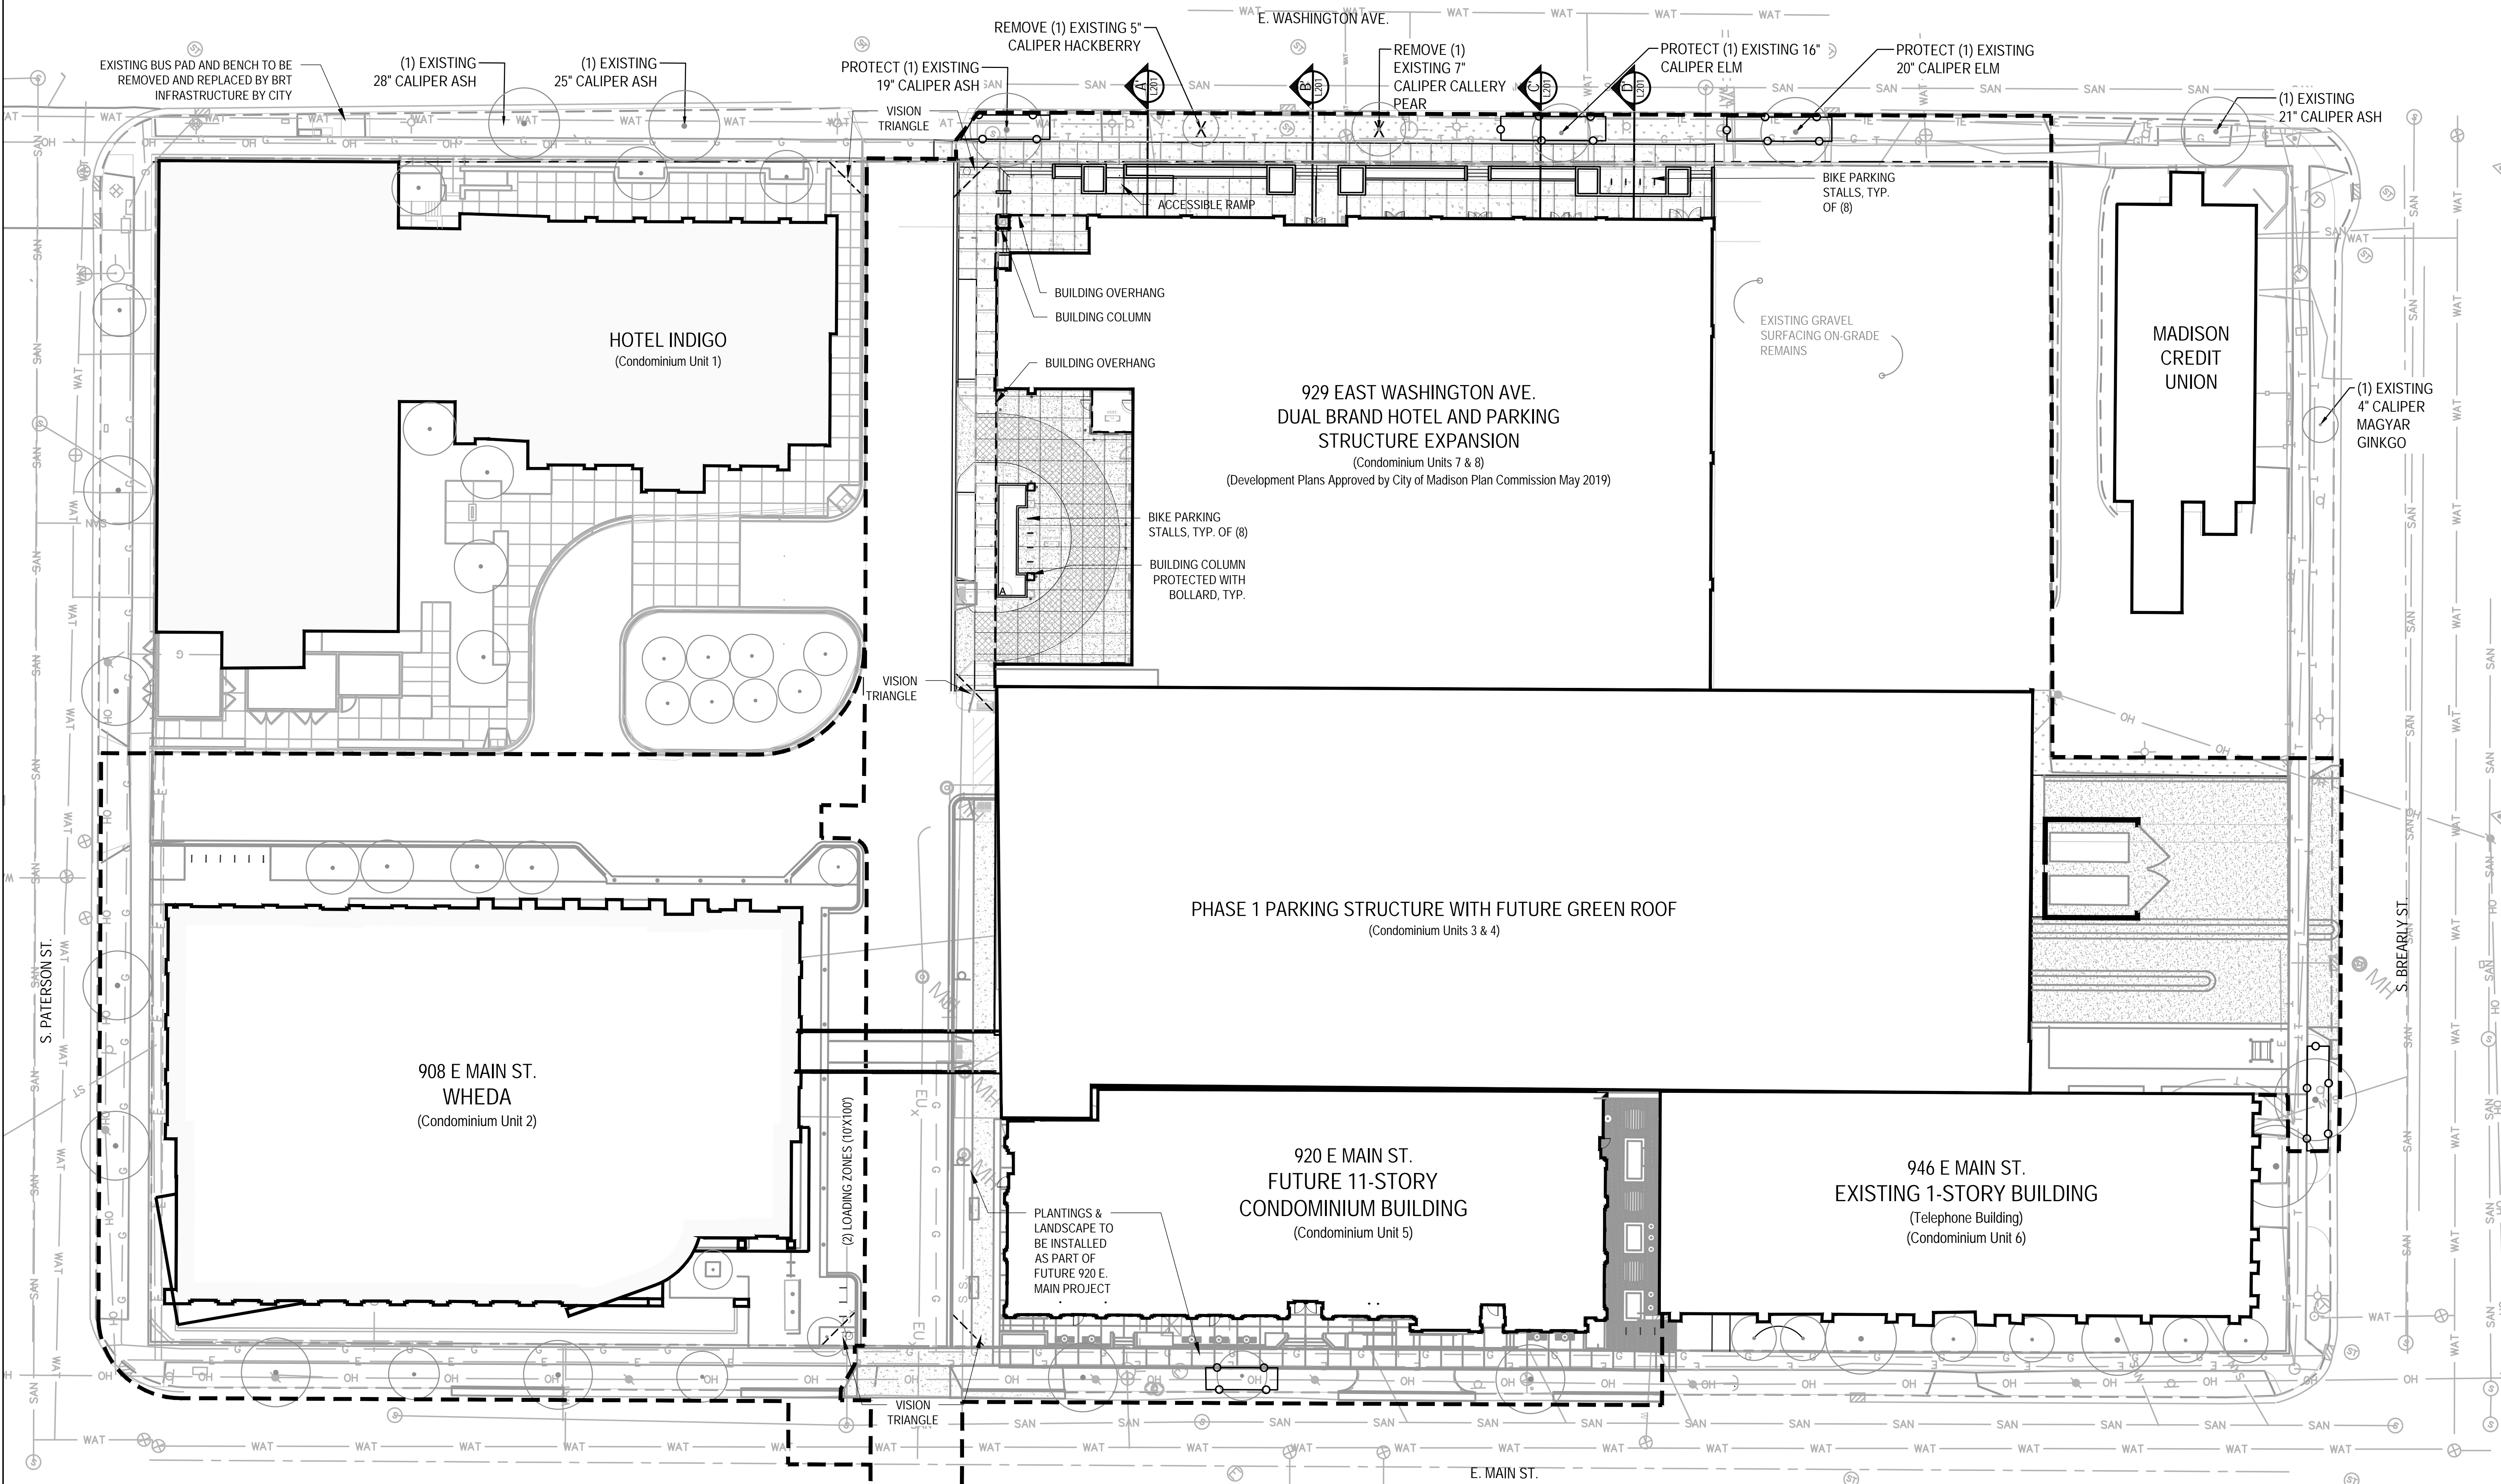 E. WASHINGTON AVE.
REMOVE (1) EXISTING 5"
CALIPER HACKBERRY
EXISTING BUS PAD AND BENCH TO BE
REMOVED AND REPLACED BY BRT
INFRASTRUCTURE BY CITY
(1) EXISTING
28" CALIPER ASH
(1) EXISTING
25" CALIPER ASH
PROTECT (1) EXISTING
19" CALIPER ASH
REMOVE (1)
EXISTING 7"
CALIPER CALLERY
PEAR
PROTECT (1) EXISTING 16"
CALIPER ELM
PROTECT (1) EXISTING
20" CALIPER ELM
(1) EXISTING
21" CALIPER ASH
VISION
TRIANGLE
A'
L201
B'
L201
C'
L201
D'
L201
ACCESSIBLE RAMP
BIKE PARKING
STALLS, TYP.
OF (8)
BUILDING OVERHANG
BUILDING COLUMN
BUILDING OVERHANG
HOTEL INDIGO
(Condominium Unit 1)
EXISTING GRAVEL
SURFACING ON-GRADE
REMAINS
MADISON
CREDIT
UNION
(1) EXISTING
4" CALIPER
MAGYAR
GINKGO
929 EAST WASHINGTON AVE.
DUAL BRAND HOTEL AND PARKING
STRUCTURE EXPANSION
(Condominium Units 7 & 8)
(Development Plans Approved by City of Madison Plan Commission May 2019)
BIKE PARKING
STALLS, TYP. OF (8)
BUILDING COLUMN
PROTECTED WITH
BOLLARD, TYP.
A
VISION
TRIANGLE
PHASE 1 PARKING STRUCTURE WITH FUTURE GREEN ROOF
(Condominium Units 3 & 4)
S. PATERSON ST.
S. BREARLY ST.
908 E MAIN ST.
WHEDA
(Condominium Unit 2)
(2) LOADING ZONES (10'X100')
PLANTINGS &
LANDSCAPE TO
BE INSTALLED
AS PART OF
FUTURE 920 E.
MAIN PROJECT
920 E MAIN ST.
FUTURE 11-STORY
CONDOMINIUM BUILDING
(Condominium Unit 5)
946 E MAIN ST.
EXISTING 1-STORY BUILDING
(Telephone Building)
(Condominium Unit 6)
VISION
TRIANGLE
E. MAIN ST.